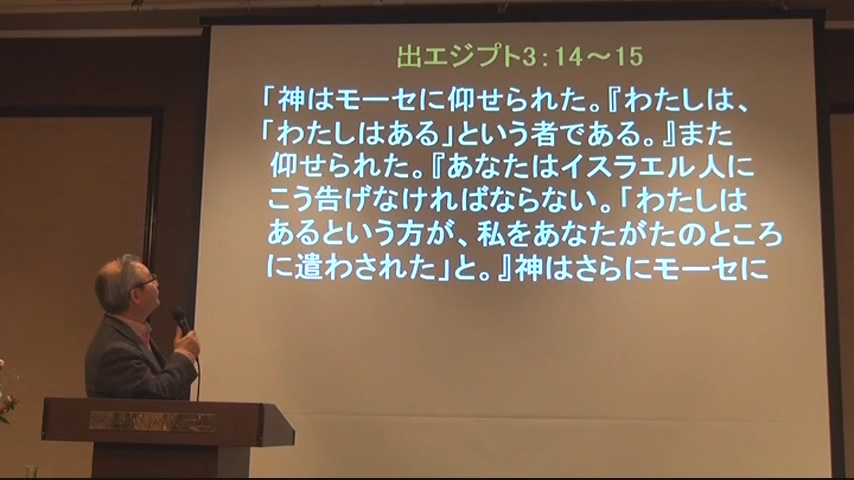 出エジプト3：14～15
「神はモーセに仰せられた。『わたしは、
「わたしはある」という者である。』また
仰せられた。『あなたはイスラエル人に
こう告げなければならない。「わたしは
あるという方が、私をあなたがたのところ
に遣わされた」と。』神はさらにモーセに